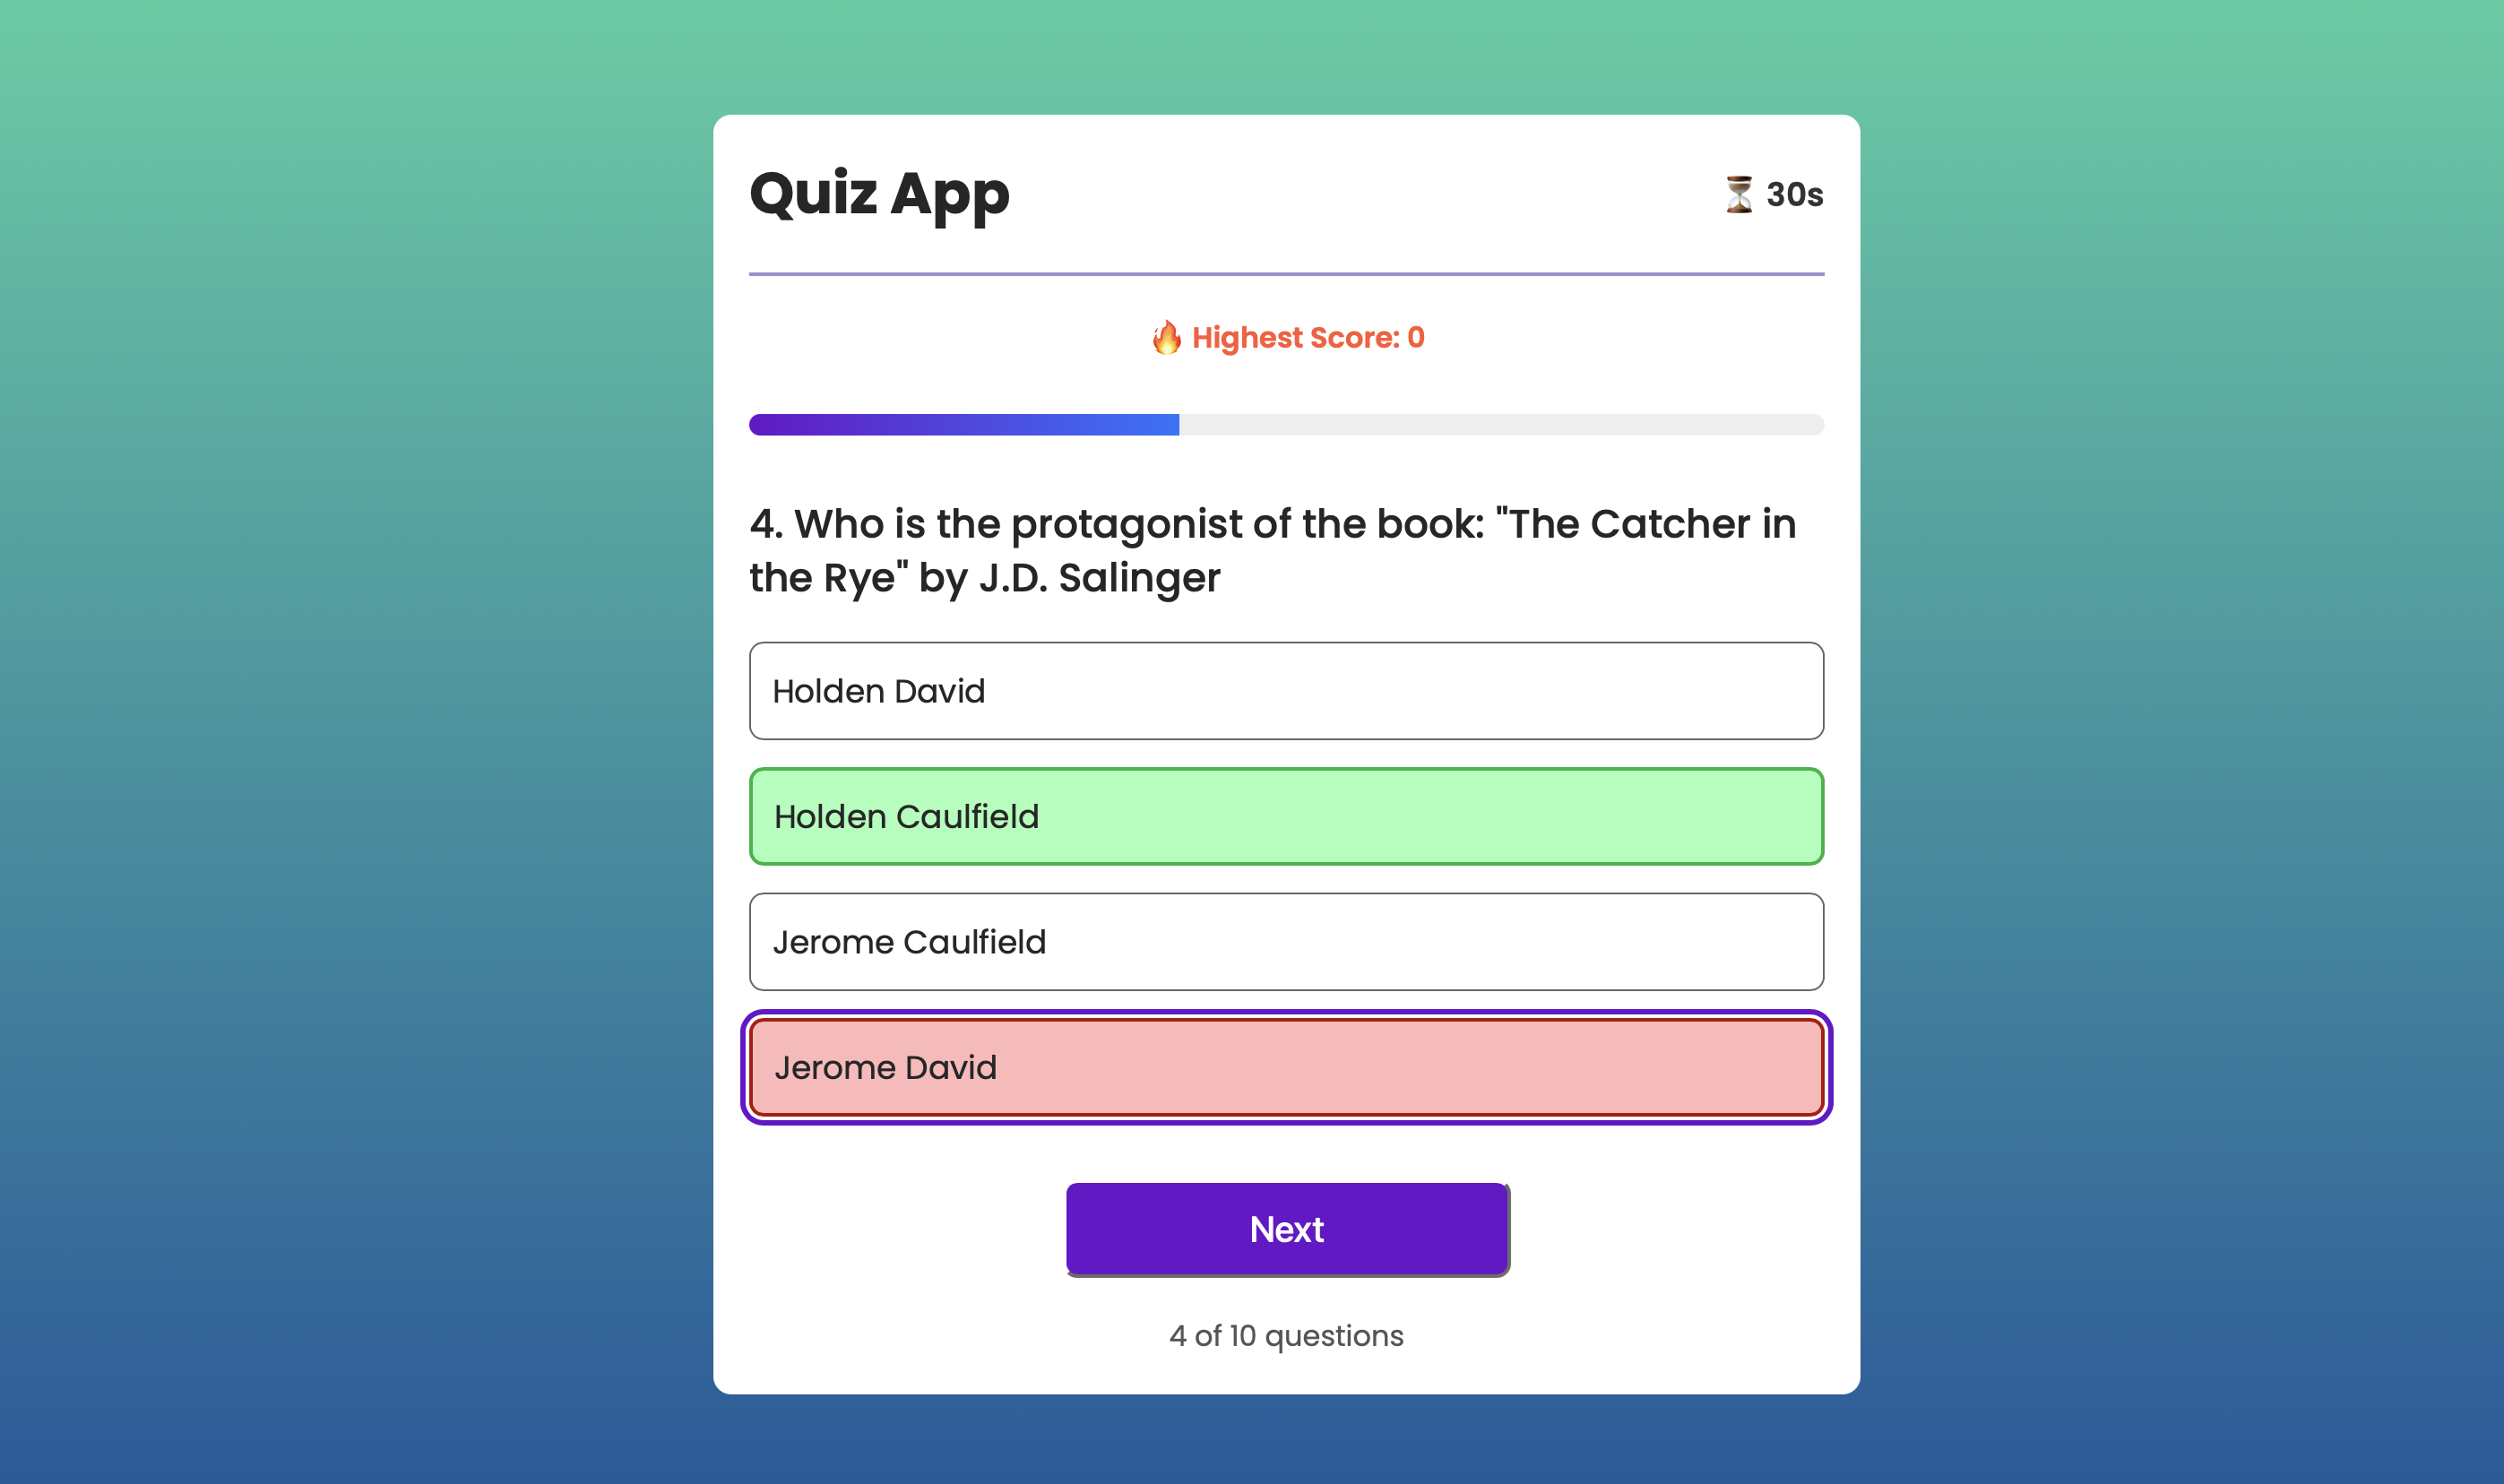 Quiz App
⏳ 30s
🔥 Highest Score: 0
4. Who is the protagonist of the book: "The Catcher in
the Rye" by J.D. Salinger
Holden David
Holden Caulfield
Jerome Caulfield
Jerome David
Next
4 of 10 questions